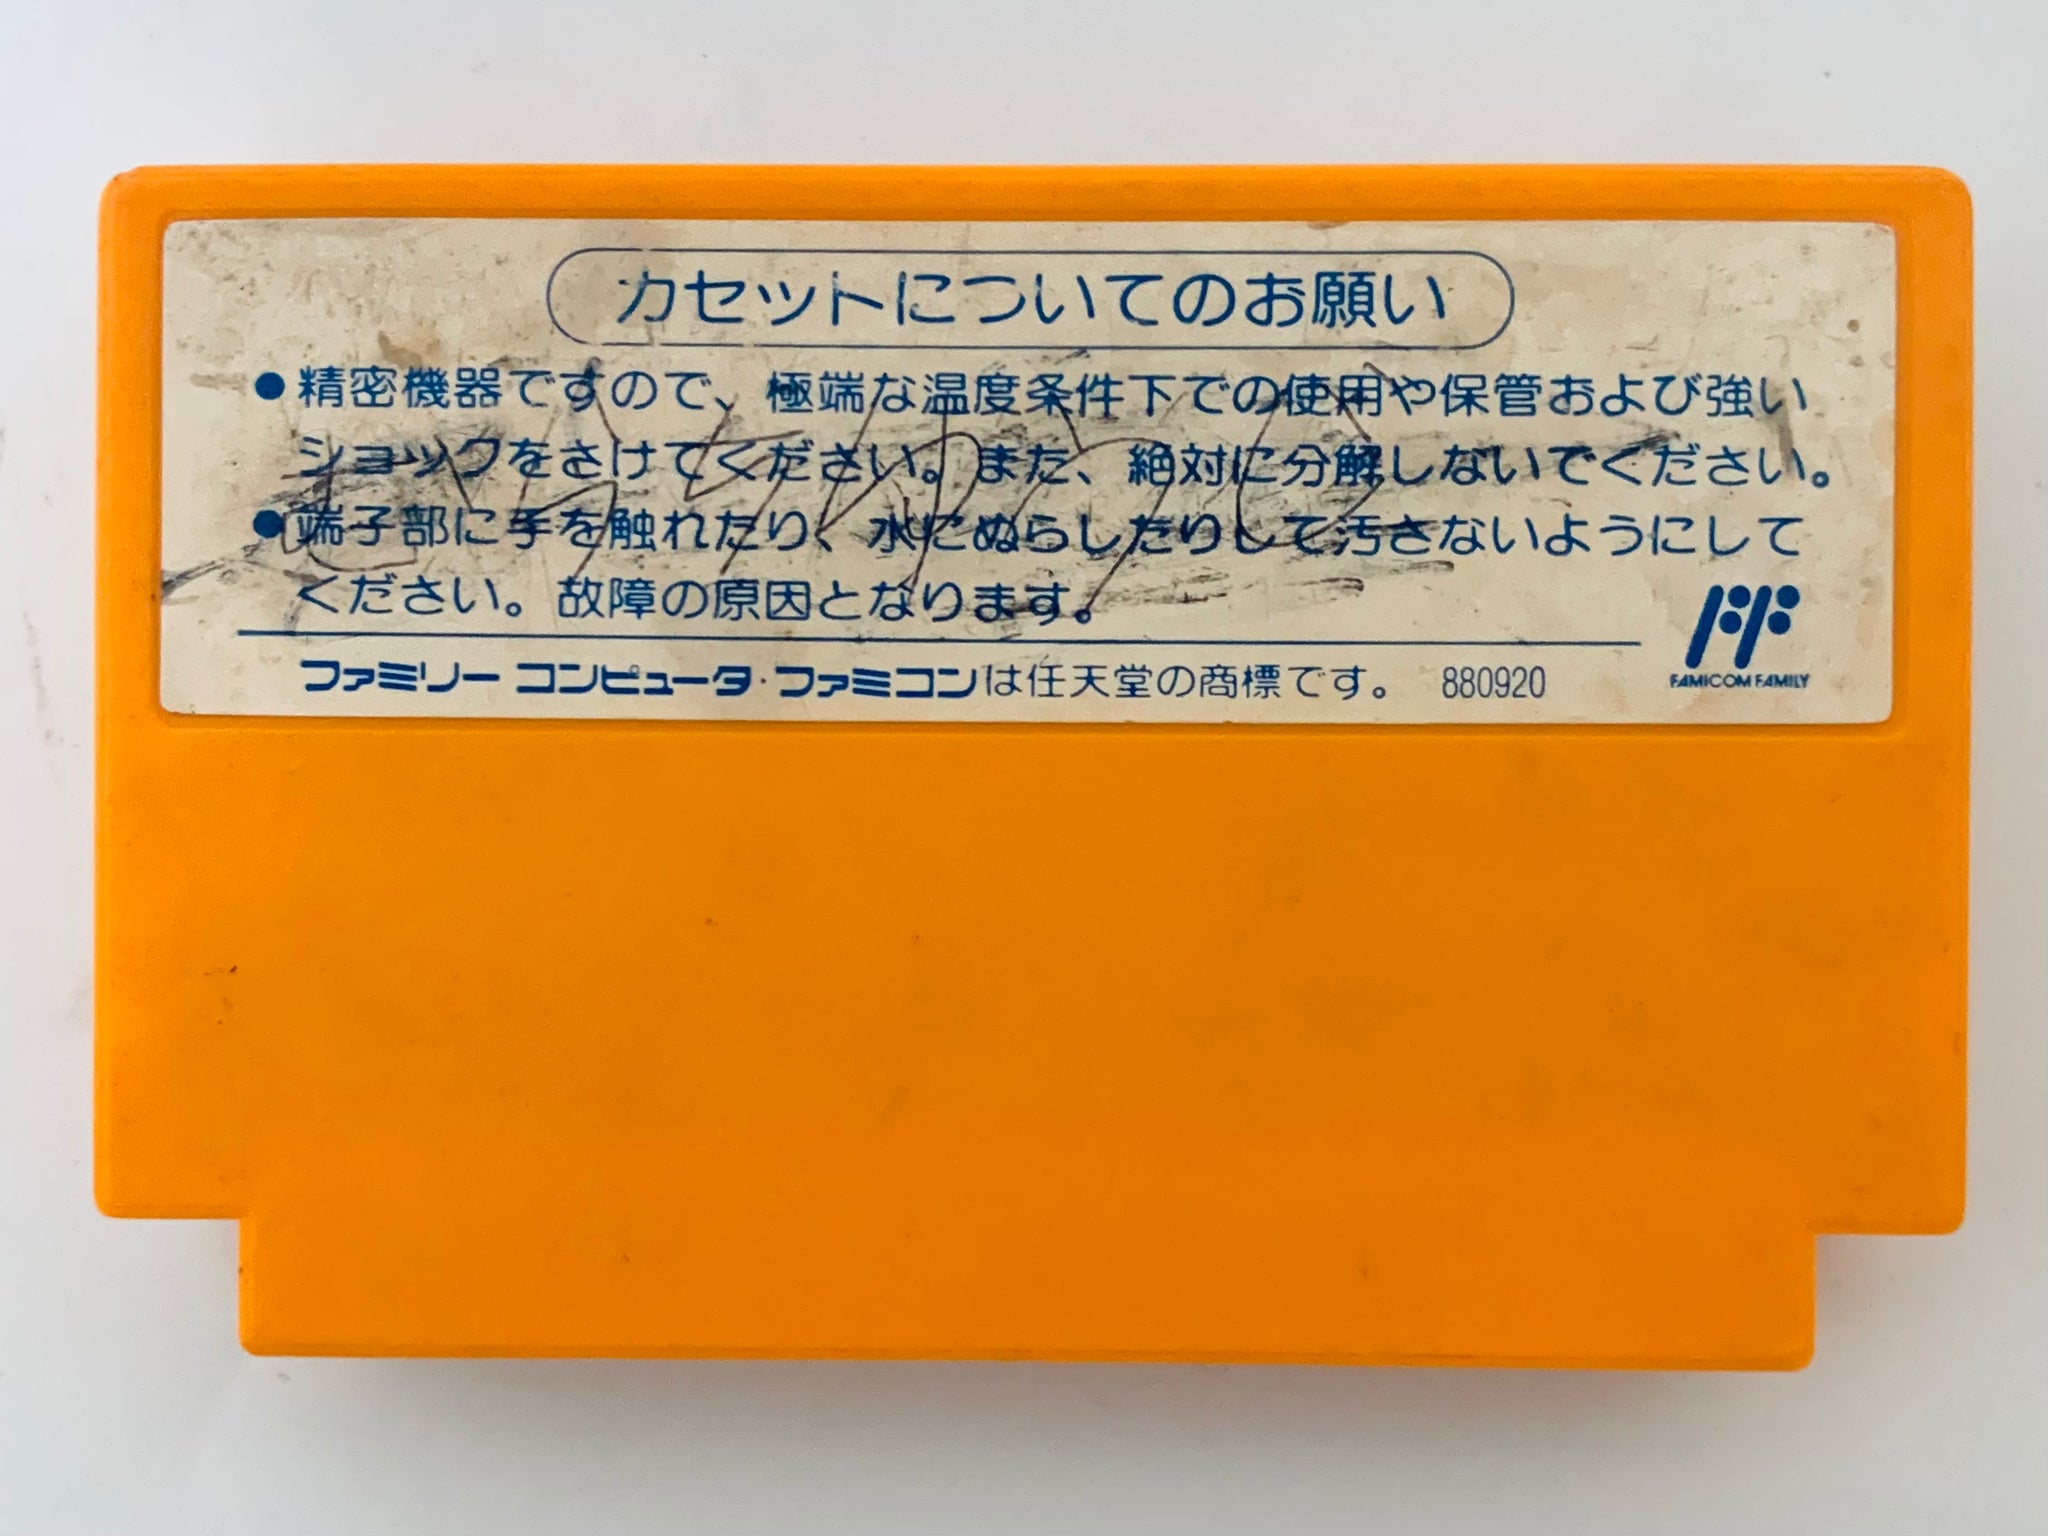 カセットについてのお願い
●精密機器ですので、極端な温度条件下での使用や保管および強い
ショックをさけてください。また、絶対に分解しないでください。
●端子部に手を触れたり、水にぬらしたりして汚さないようにして
ください。故障の原因となります。
ファミリー コンピュータ・ファミコンは任天堂の商標です。 880920
FAMICOM FAMILY